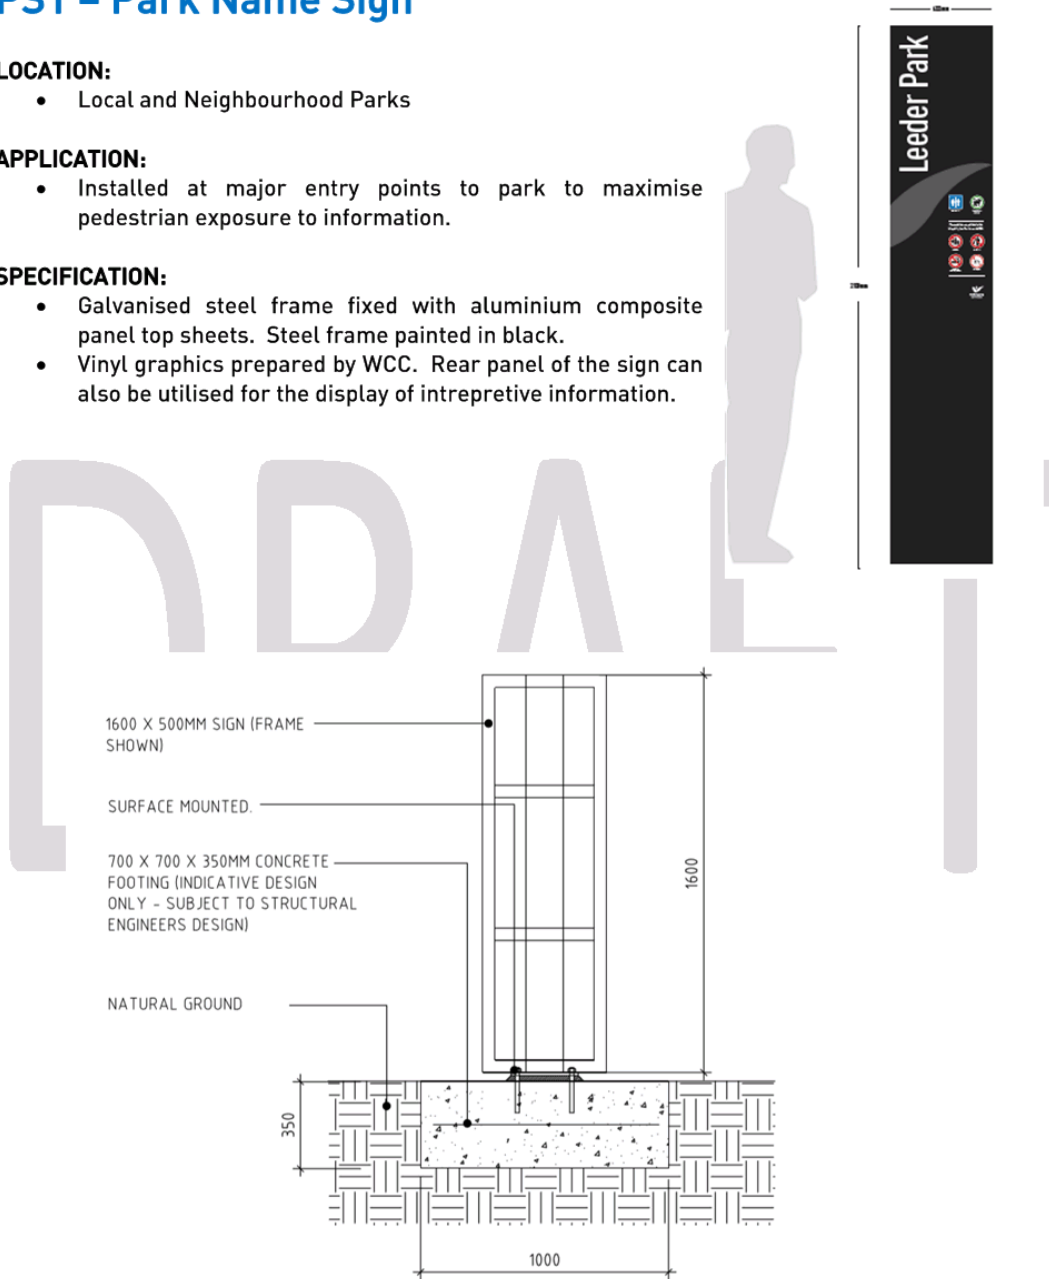 PS1 – Park Name Sign
LOCATION:
• Local and Neighbourhood Parks
APPLICATION:
• Installed at major entry points to park to maximise
pedestrian exposure to information.
SPECIFICATION:
• Galvanised steel frame fixed with aluminium composite
panel top sheets. Steel frame painted in black.
• Vinyl graphics prepared by WCC. Rear panel of the sign can
also be utilised for the display of intrepretive information.
Leeder Park
DRAFT
1600 X 500MM SIGN (FRAME
SHOWN)
SURFACE MOUNTED.
700 X 700 X 350MM CONCRETE
FOOTING (INDICATIVE DESIGN
ONLY - SUBJECT TO STRUCTURAL
ENGINEERS DESIGN)
NATURAL GROUND
1600
350
1000